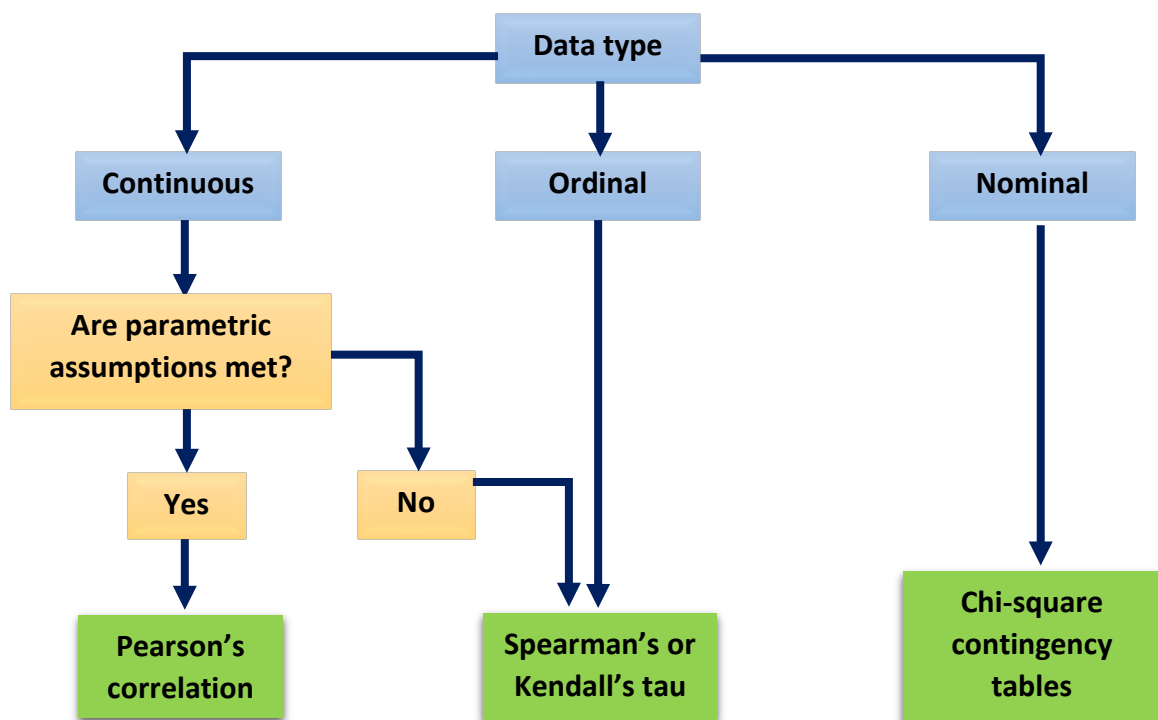 Data type
Continuous
Ordinal
Nominal
Are parametric
assumptions met?
Yes
No
Pearson’s
correlation
Spearman’s or
Kendall’s tau
Chi-square
contingency
tables